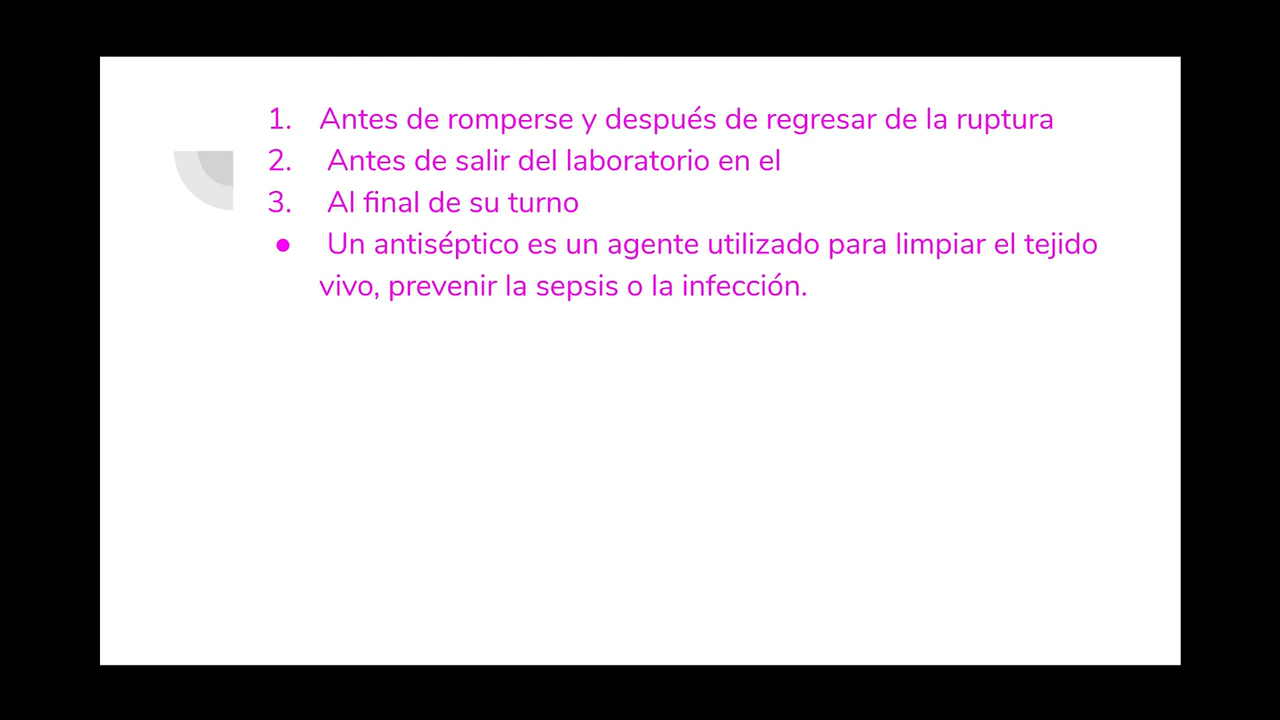 1. Antes de romperse y después de regresar de la ruptura
2. Antes de salir del laboratorio en el
3. Al final de su turno
● Un antiséptico es un agente utilizado para limpiar el tejido
vivo, prevenir la sepsis o la infección.